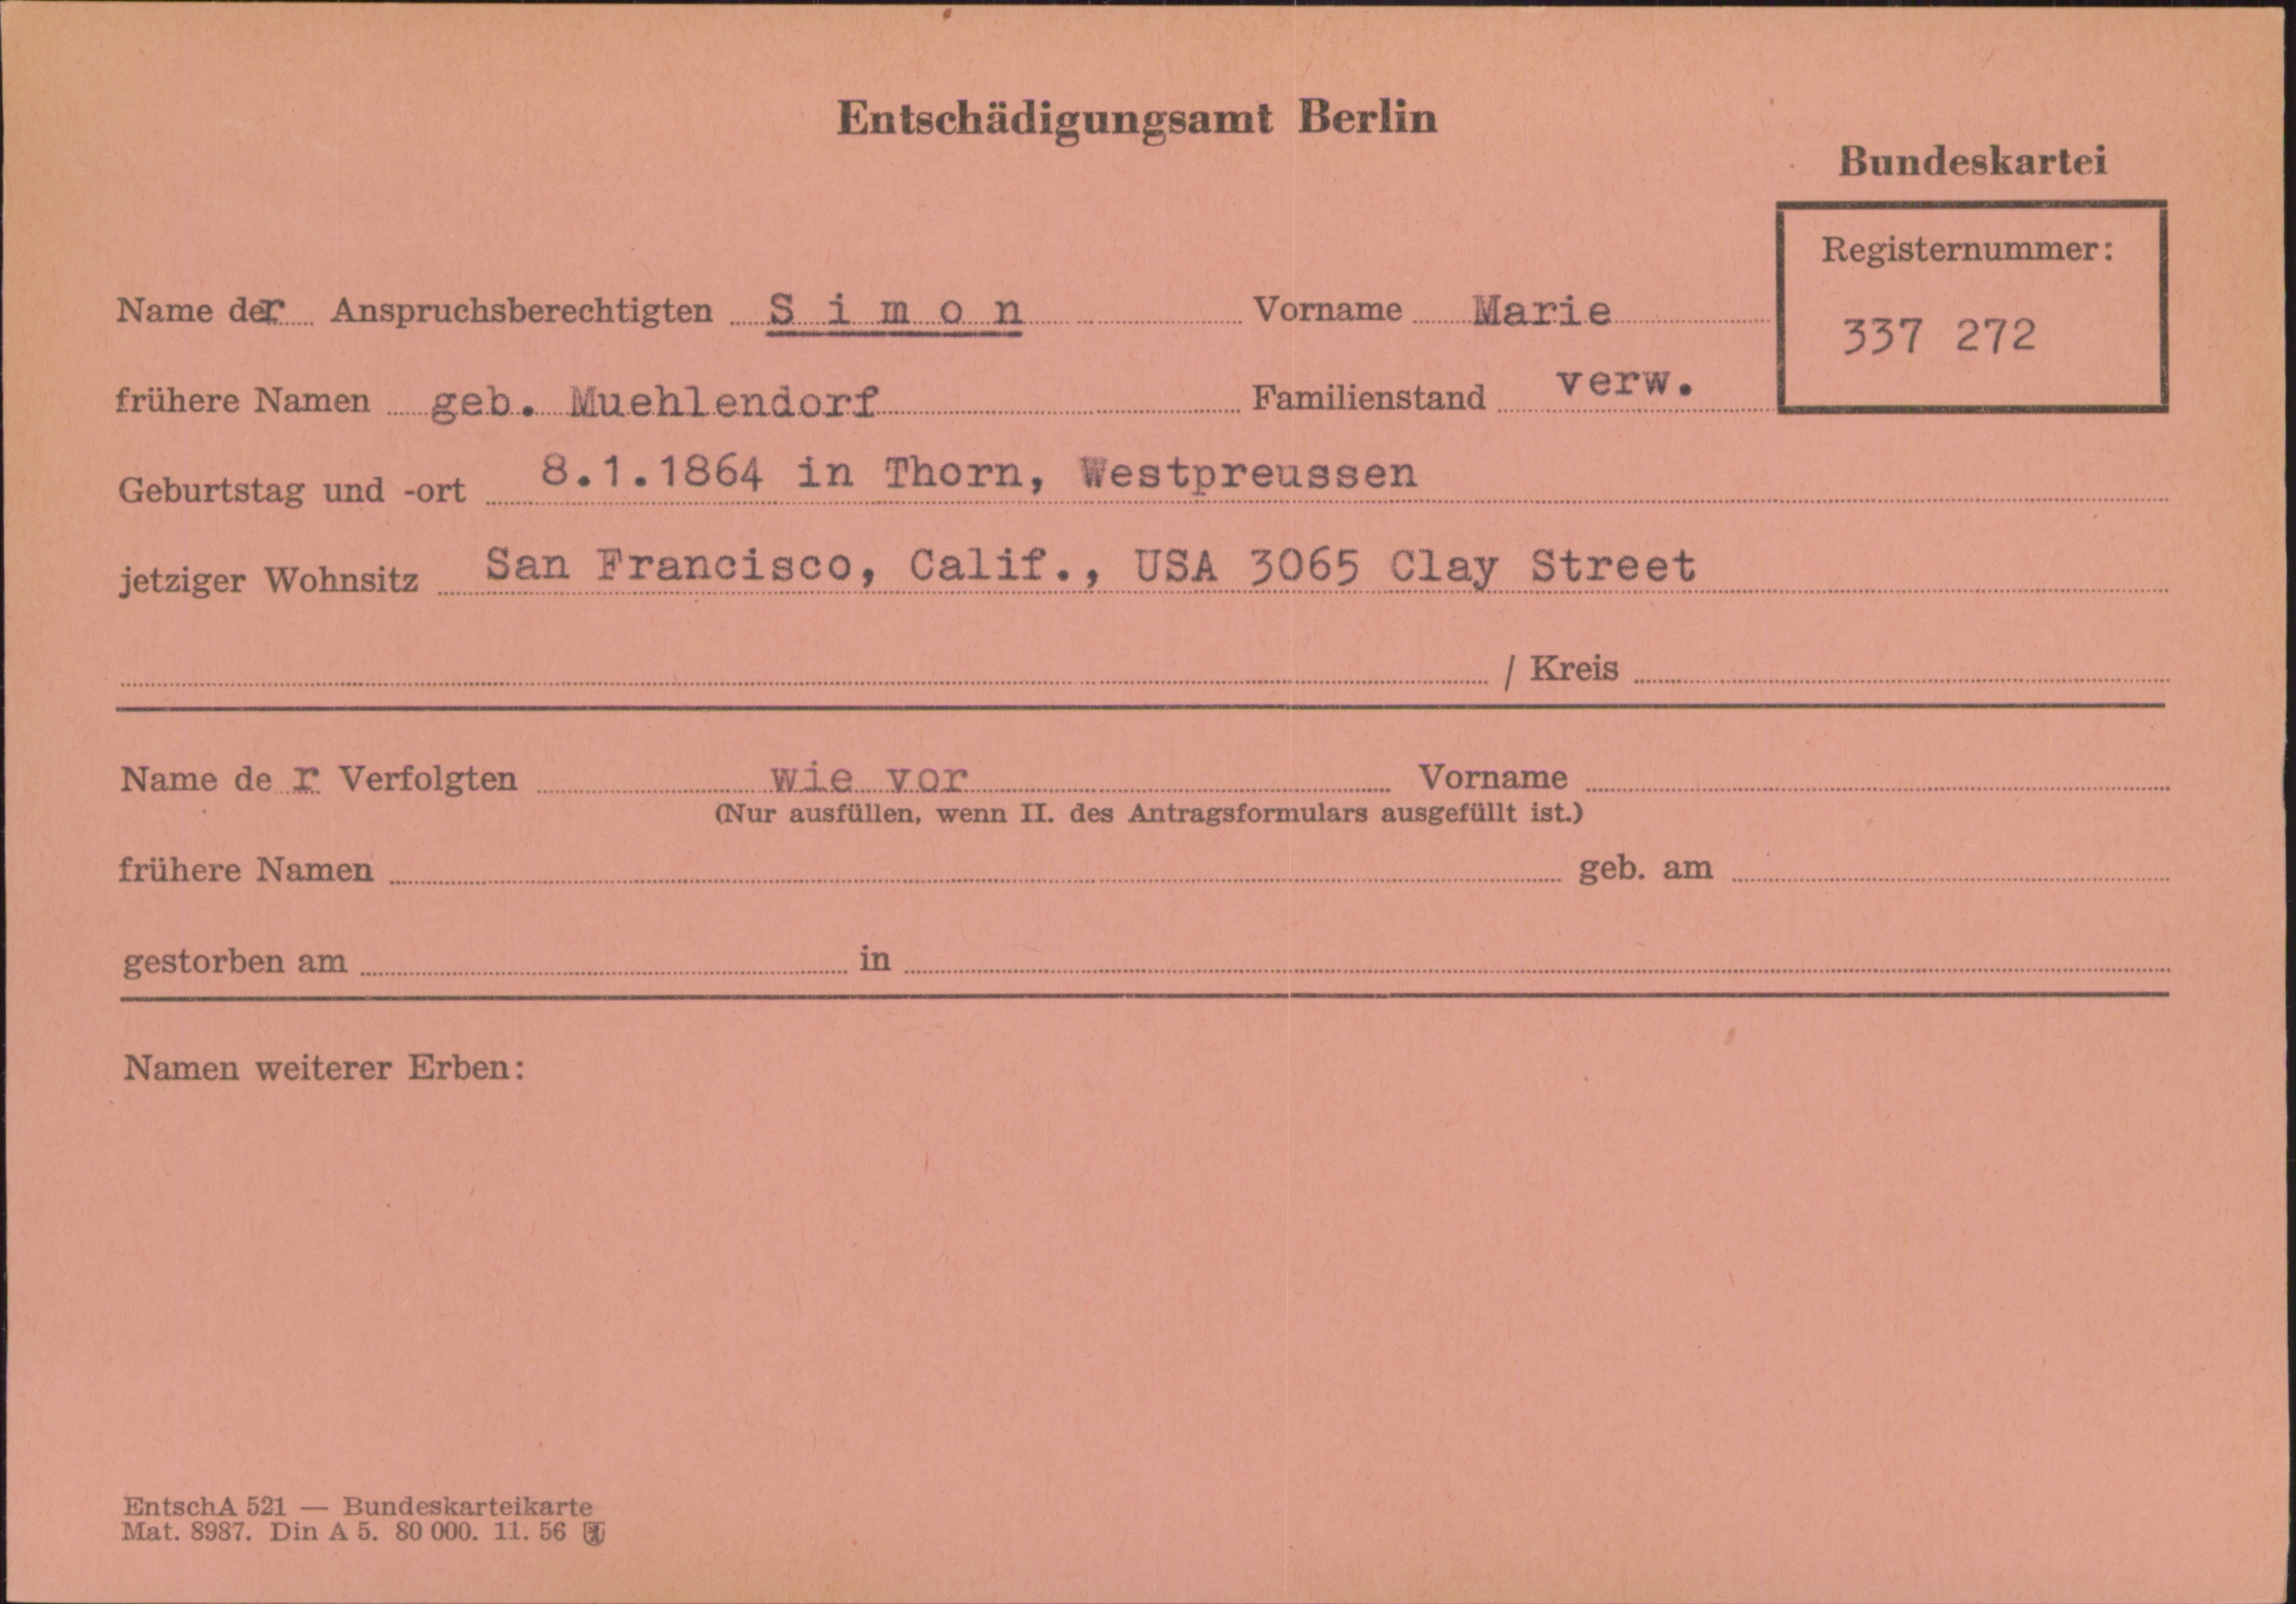 Entschädigungsamt Berlin
Bundeskartei
Registernummer:
337 272
Name der Anspruchsberechtigten S i m o n Vorname Marie
frühere Namen geb. Muehlendorf Familienstand verw.
Geburtstag und -ort 8.1.1864 in Thorn, Westpreussen
jetziger Wohnsitz San Francisco, Calif., USA 3065 Clay Street
/ Kreis
Name de r Verfolgten wie vor Vorname
(Nur ausfüllen, wenn II. des Antragsformulars ausgefüllt ist.)
frühere Namen geb. am
gestorben am in
Namen weiterer Erben:
EntschA 521 — Bundeskarteikarte
Mat. 8987. Din A 5. 80 000. 11. 56